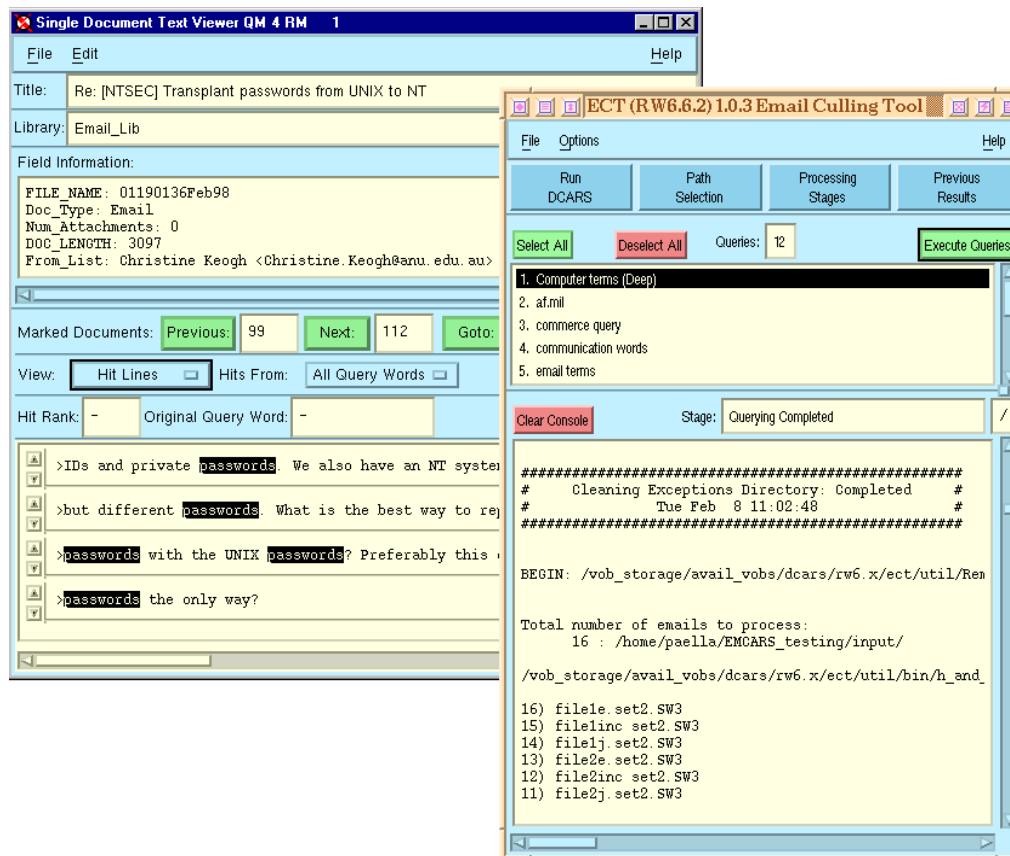 Single Document Text Viewer QM 4 RM 1
File Edit Help
Title: Re: [NTSEC] Transplant passwords from UNIX to NT
Library: Email_Lib
Field Information:
FILE_NAME: 01190136Feb98
Doc_Type: Email
Num_Attachments: 0
DOC_LENGTH: 3097
From_List: Christine Keogh <Christine.Keogh@anu.edu.au>
Marked Documents: Previous: 99 Next: 112 Goto:
View: Hit Lines Hits From: All Query Words
Hit Rank: - Original Query Word: -
>IDs and private passwords. We also have an NT system
>but different passwords. What is the best way to
>passwords with the UNIX passwords? Preferably this
>passwords the only way?
ECT (RW6.6.2) 1.0.3 Email Culling Tool
File Options Help
Run DCARS
Path Selection
Processing Stages
Previous Results
Select All Deselect All Queries: 12 Execute Queries
1. Computer terms (Deep)
2. af.mil
3. commerce query
4. communication words
5. email terms
Clear Console Stage: Querying Completed /
####################################################
# Cleaning Exceptions Directory: Completed #
# Tue Feb 8 11:02:48 #
####################################################
BEGIN: /vob_storage/avail_vobs/dcars/rw6.x/ect/util/Rem
Total number of emails to process:
16 : /home/paella/EMCARS_testing/input/
/vob_storage/avail_vobs/dcars/rw6.x/ect/util/bin/h_and_
16) file1e.set2.SW3
15) file1inc set2.SW3
14) file1j.set2.SW3
13) file2e.set2.SW3
12) file2inc set2.SW3
11) file2j.set2.SW3